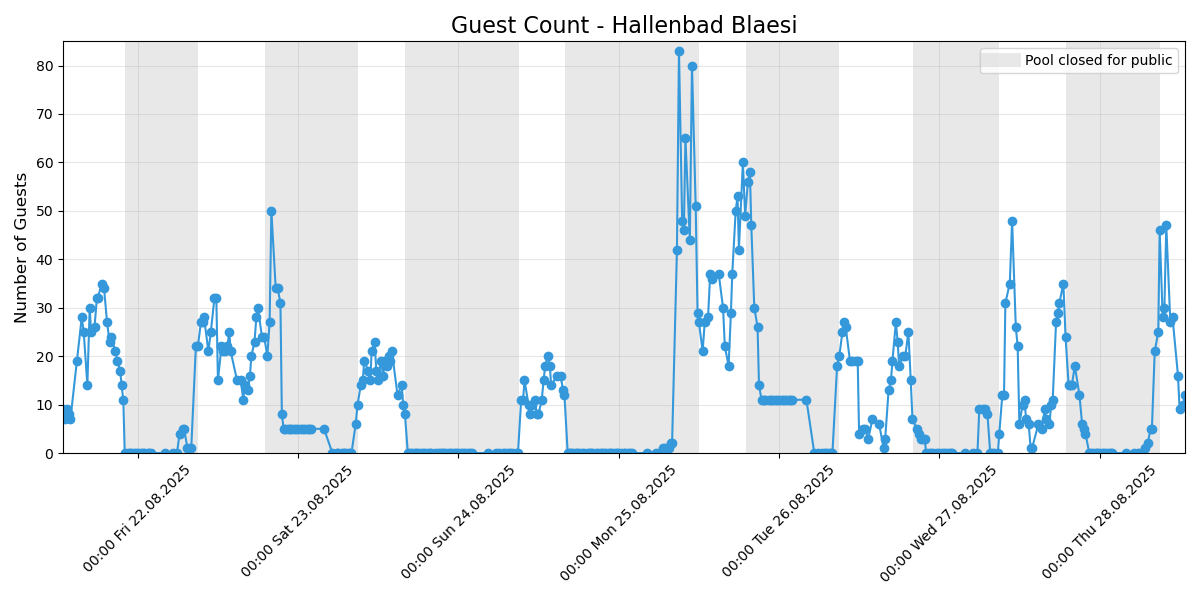 Guest Count - Hallenbad Blaesi
Pool closed for public
Number of Guests
80
70
60
50
40
30
20
10
0
00:00 Fri 22.08.2025
00:00 Sat 23.08.2025
00:00 Sun 24.08.2025
00:00 Mon 25.08.2025
00:00 Tue 26.08.2025
00:00 Wed 27.08.2025
00:00 Thu 28.08.2025